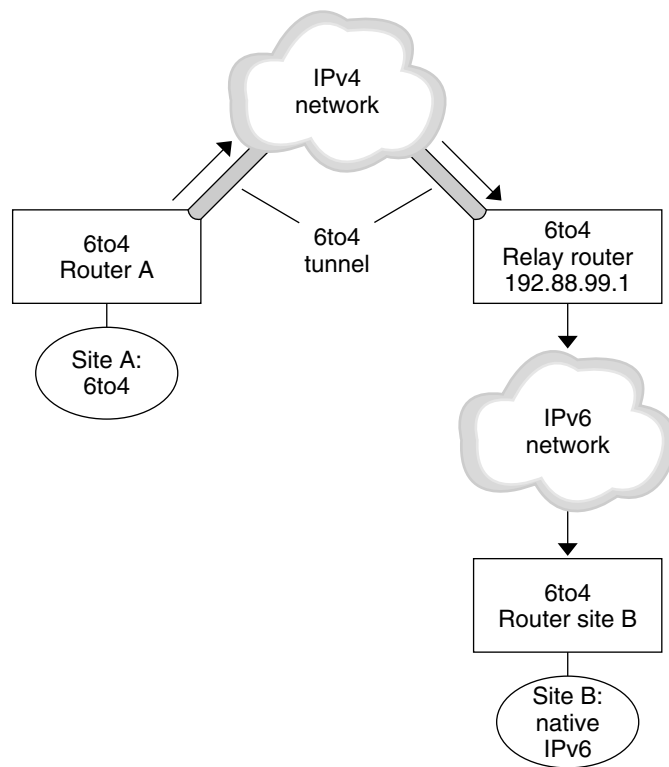 IPv4
network
6to4
Router A
6to4
tunnel
6to4
Relay router
192.88.99.1
Site A:
6to4
IPv6
network
6to4
Router site B
Site B:
native
IPv6